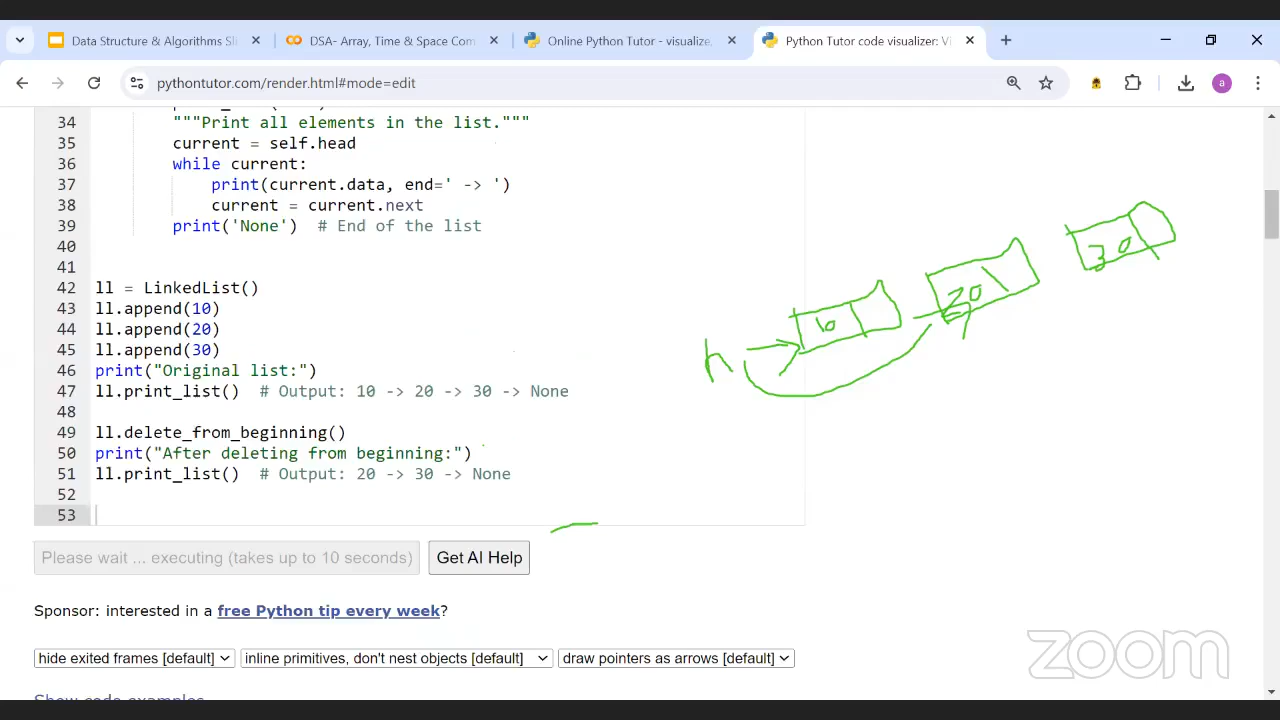 Data Structure & Algorithms Sli
DSA- Array, Time & Space Com
Online Python Tutor - visualize
Python Tutor code visualizer: Vi
pythontutor.com/render.html#mode=edit
a
34 """Print all elements in the list."""
35 current = self.head
36 while current:
37 print(current.data, end=' -> ')
38 current = current.next
39 print('None')  # End of the list
40
41
42 ll = LinkedList()
43 ll.append(10)
44 ll.append(20)
45 ll.append(30)
46 print("Original list:")
47 ll.print_list()  # Output: 10 -> 20 -> 30 -> None
48
49 ll.delete_from_beginning()
50 print("After deleting from beginning:")
51 ll.print_list()  # Output: 20 -> 30 -> None
52
53
h 10 20 30
Please wait ... executing (takes up to 10 seconds) Get AI Help
Sponsor: interested in a free Python tip every week?
hide exited frames [default] inline primitives, don't nest objects [default] draw pointers as arrows [default]
Show code examples
zoom